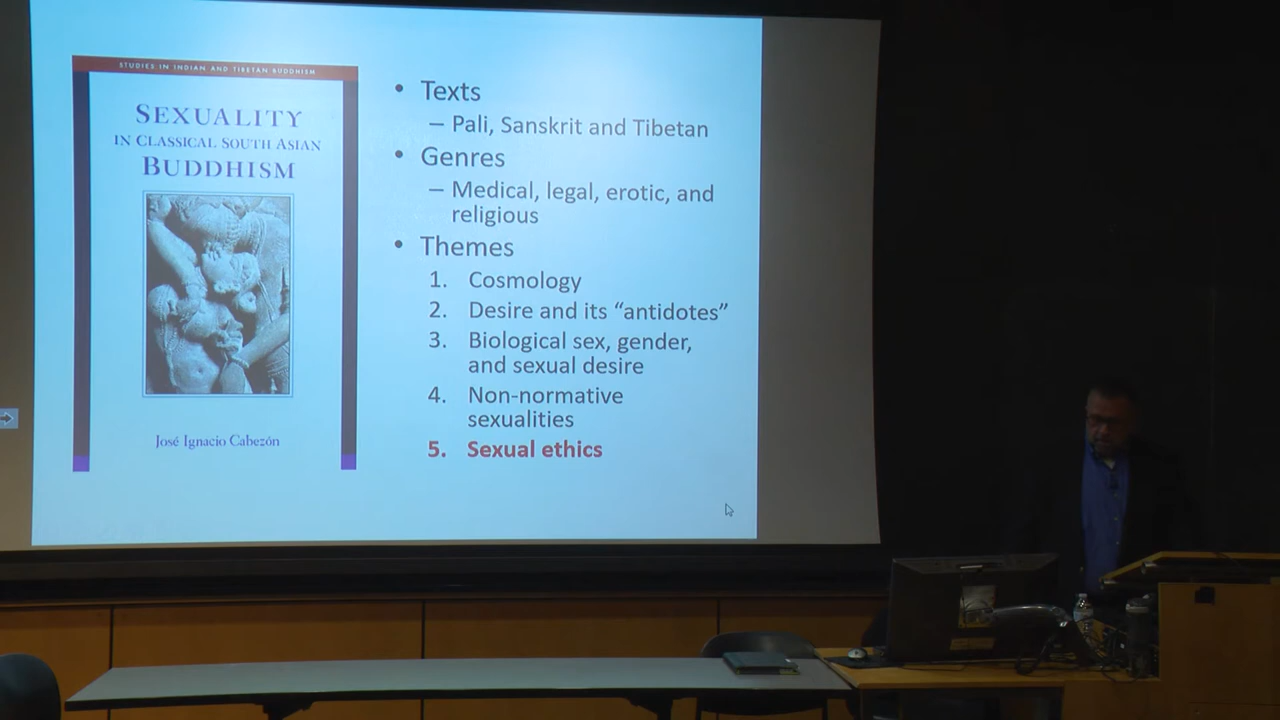 STUDIES IN INDIAN AND TIBETAN BUDDHISM
SEXUALITY
IN CLASSICAL SOUTH ASIAN
BUDDHISM
José Ignacio Cabezón
• Texts
– Pali, Sanskrit and Tibetan
• Genres
– Medical, legal, erotic, and
religious
• Themes
1. Cosmology
2. Desire and its “antidotes”
3. Biological sex, gender,
and sexual desire
4. Non-normative
sexualities
5. Sexual ethics